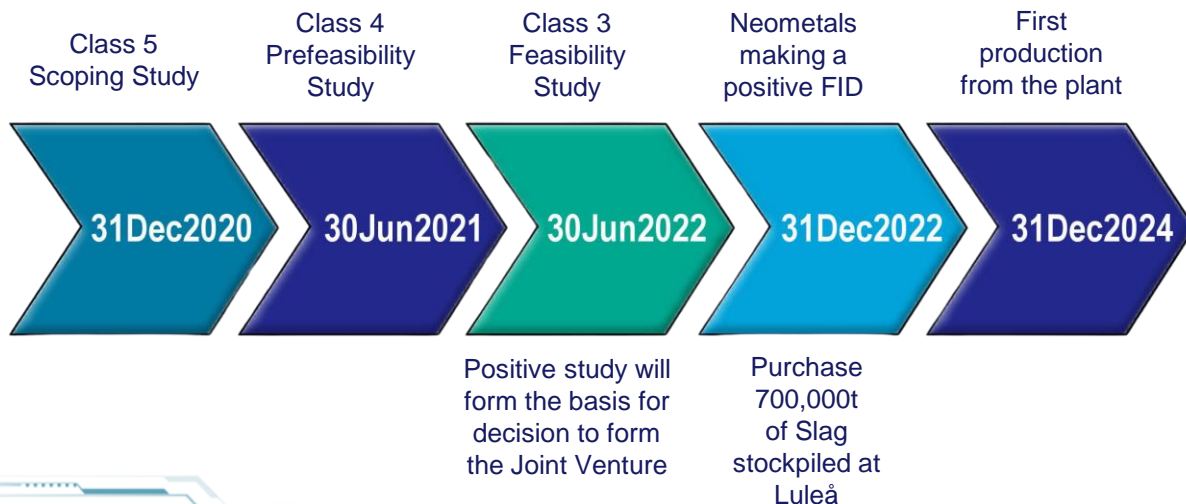 Class 5
Scoping Study
Class 4
Prefeasibility
Study
Class 3
Feasibility
Study
Neometals
making a
positive FID
First
production
from the plant
31Dec2020
30Jun2021
30Jun2022
31Dec2022
31Dec2024
Positive study will
form the basis for
decision to form
the Joint Venture
Purchase
700,000t
of Slag
stockpiled at
Luleå